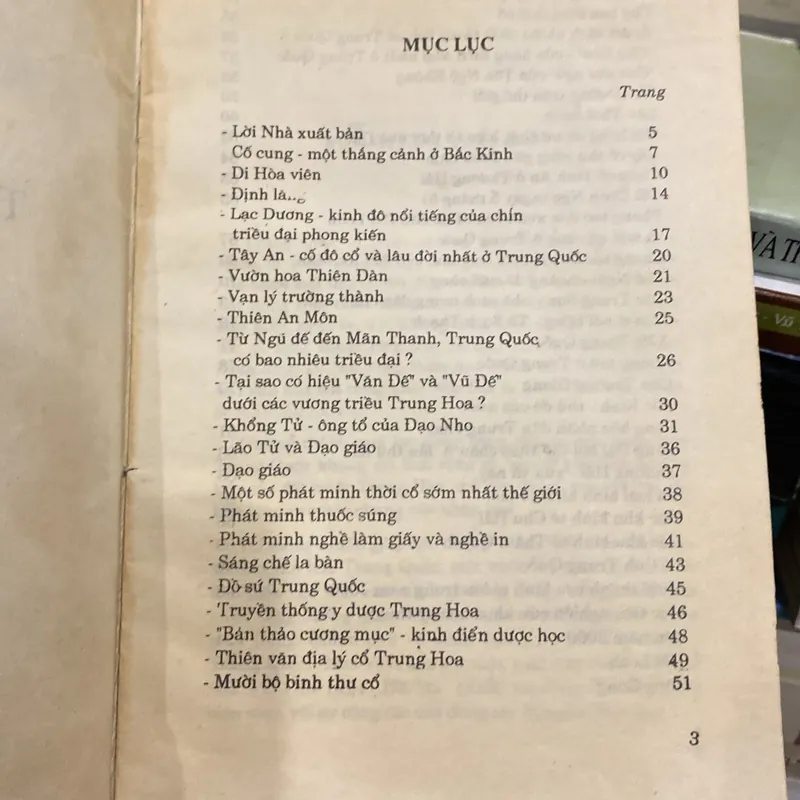 MỤC LỤC
Trang
- Lời Nhà xuất bản 5
Cố cung - một thắng cảnh ở Bắc Kinh 7
- Di Hòa viên 10
- Định lă 14
- Lạc Dương - kinh đô nổi tiếng của chín
triều đại phong kiến 17
- Tây An - cố đô cổ và lâu đời nhất ở Trung Quốc 20
- Vườn hoa Thiên Đàn 21
- Vạn lý trường thành 23
- Thiên An Môn 25
- Từ Ngũ đế đến Mãn Thanh, Trung Quốc
có bao nhiêu triều đại ? 26
- Tại sao có hiệu "Văn Đế" và "Vũ Đế"
dưới các vương triều Trung Hoa ? 30
- Khổng Tử - ông tổ của Đạo Nho 31
- Lão Tử và Đạo giáo 36
- Đạo giáo 37
- Một số phát minh thời cổ sớm nhất thế giới 38
- Phát minh thuốc súng 39
- Phát minh nghề làm giấy và nghề in 41
- Sáng chế la bàn 43
- Đồ sứ Trung Quốc 45
- Truyền thống y dược Trung Hoa 46
- "Bản thảo cương mục" - kinh điển dược học 48
- Thiên văn địa lý cổ Trung Hoa 49
- Mười bộ binh thư cổ 51
3
VÀ
VŨ